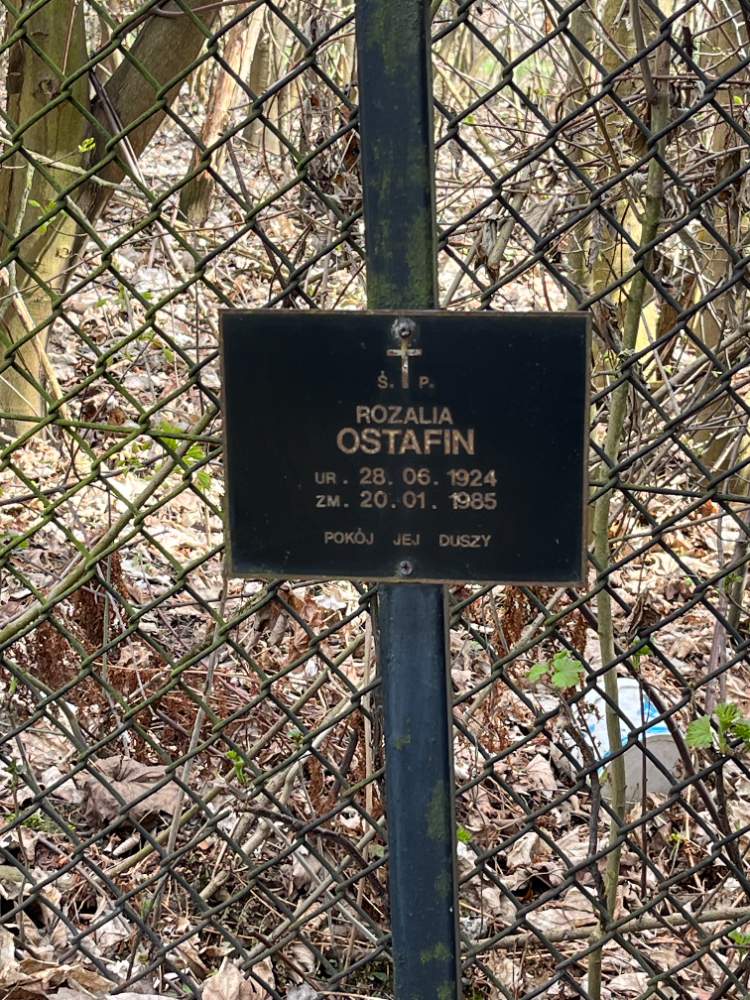 Ś. P.
ROZALIA
OSTAFIN
UR. 28. 06. 1924
ZM. 20. 01. 1985
POKÓJ JEJ DUSZY